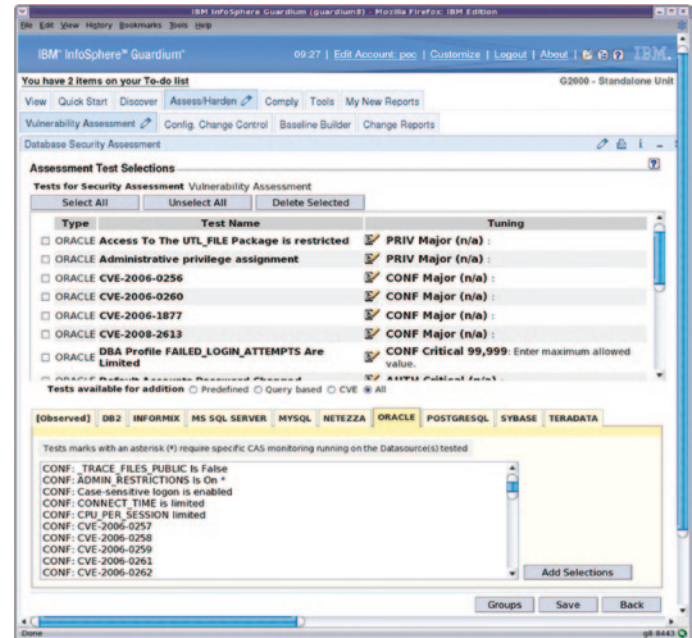 IBM InfoSphere Guardium (guardium8) - Mozilla Firefox: IBM Edition
File Edit View History Bookmarks Tools Help
IBM® InfoSphere™ Guardium® 09:27 | Edit Account: poc | Customize | Logout | About | IBM.
You have 2 items on your To-do list G2000 - Standalone Unit
View Quick Start Discover Assess/Harden Comply Tools My New Reports
Vulnerability Assessment Config. Change Control Baseline Builder Change Reports
Database Security Assessment
Assessment Test Selections
Tests for Security Assessment Vulnerability Assessment
Select All Unselect All Delete Selected
Type Test Name Tuning
ORACLE Access To The UTL_FILE Package is restricted PRIV Major (n/a) :
ORACLE Administrative privilege assignment PRIV Major (n/a) :
ORACLE CVE-2006-0256 CONF Major (n/a) :
ORACLE CVE-2006-0260 CONF Major (n/a) :
ORACLE CVE-2006-1877 CONF Major (n/a) :
ORACLE CVE-2008-2613 CONF Major (n/a) :
ORACLE DBA Profile FAILED_LOGIN_ATTEMPTS Are Limited CONF Critical 99,999: Enter maximum allowed value.
ORACLE Default Accounts Password Changed AUTH Critical (n/a) :
Tests available for addition Predefined Query based CVE All
[Observed] DB2 INFORMIX MS SQL SERVER MYSQL NETEZZA ORACLE POSTGRESQL SYBASE TERADATA
Tests marks with an asterisk (*) require specific CAS monitoring running on the Datasource(s) tested
CONF: _TRACE_FILES_PUBLIC Is False
CONF: ADMIN_RESTRICTIONS Is On *
CONF: Case-sensitive logon is enabled
CONF: CONNECT_TIME is limited
CONF: CPU_PER_SESSION limited
CONF: CVE-2006-0257
CONF: CVE-2006-0258
CONF: CVE-2006-0259
CONF: CVE-2006-0261
CONF: CVE-2006-0262
Add Selections
Groups Save Back
Done g8 8443